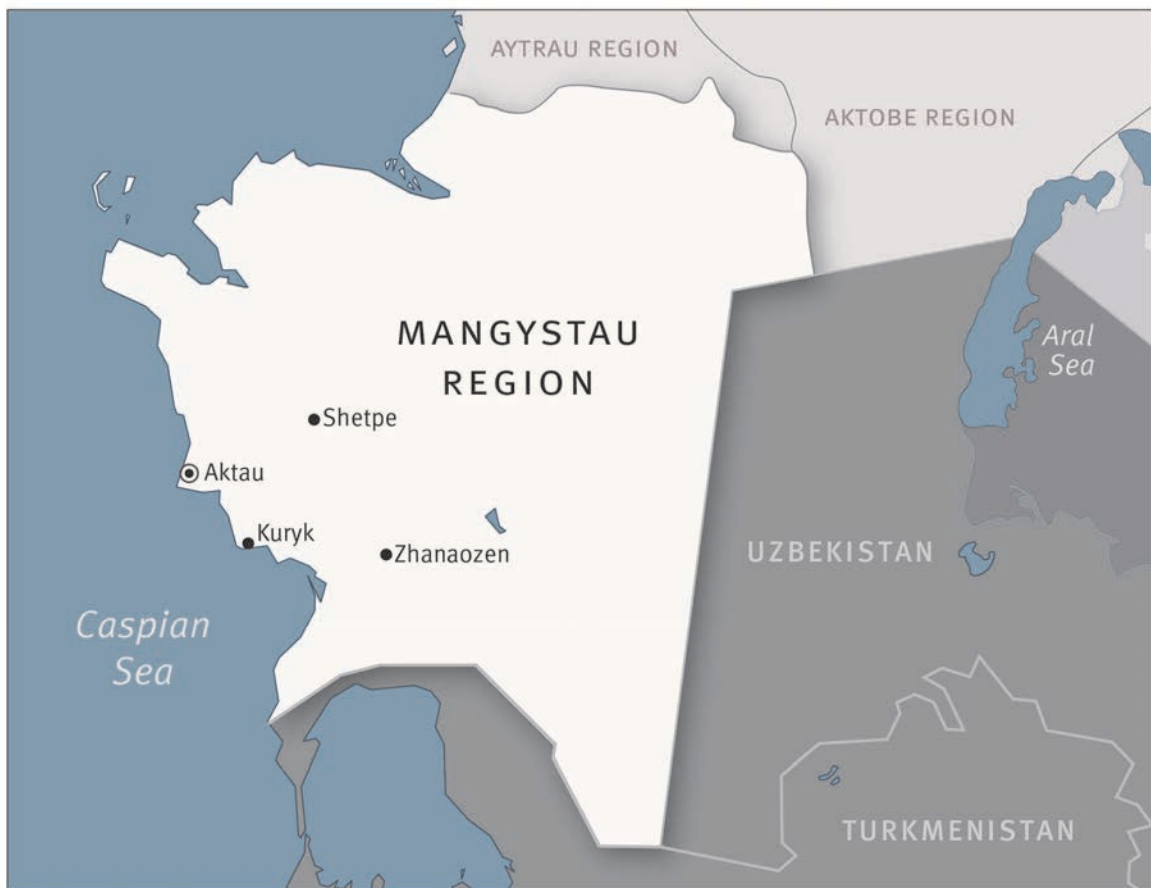 AYTRAU REGION
AKTOBE REGION
MANGYSTAU
REGION
Aral
Sea
Shetpe
Aktau
Kuryk
Zhanaozen
UZBEKISTAN
Caspian
Sea
TURKMENISTAN